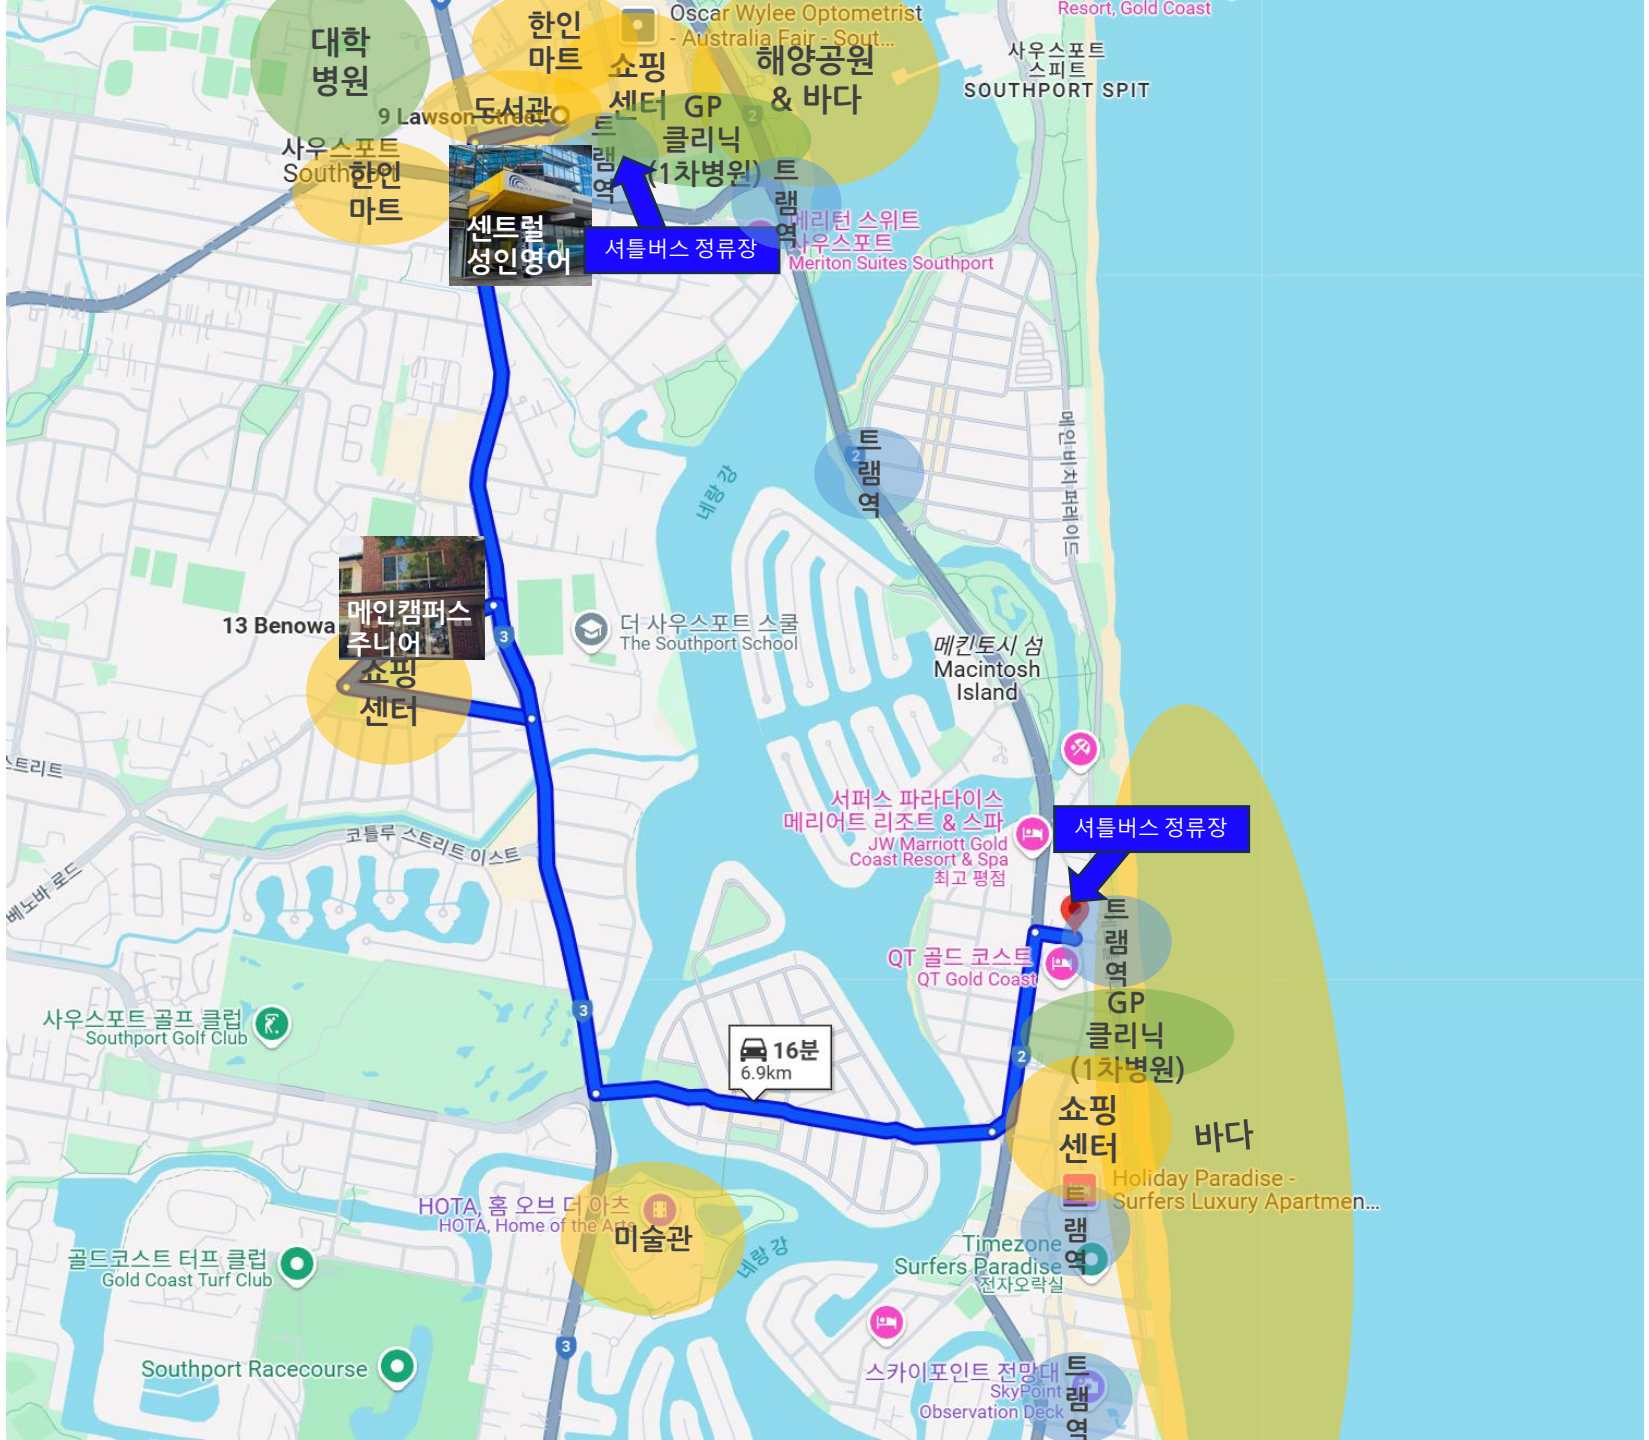 Resort, Gold Coast
대학
병원
한인
마트
Oscar Wylee Optometrist
- Australia Fair - Sout...
쇼핑
센터
해양공원
& 바다
사우스포트
스피트
SOUTHPORT SPIT
도서관
9 Lawson Street
GP
클리닉
(1차병원)
2
트
램
역
트
램
역
사우스포트
한인
마트
센트럴
성인영어
셔틀버스 정류장
메리턴 스위트
사우스포트
Meriton Suites Southport
메인비치 퍼레이드
네랑 강
2
트
램
역
13 Benowa
메인캠퍼스
주니어
쇼핑
센터
3
더 사우스포트 스쿨
The Southport School
메킨토시 섬
Macintosh
Island
스트리트
코틀루 스트리트 이스트
베노바 로드
서퍼스 파라다이스
메리어트 리조트 & 스파
JW Marriott Gold
Coast Resort & Spa
최고 평점
셔틀버스 정류장
트
램
역
QT 골드 코스트
QT Gold Coast
GP
클리닉
(1차병원)
사우스포트 골프 클럽
Southport Golf Club
3
16분
6.9km
2
쇼핑
센터
바다
Holiday Paradise -
Surfers Luxury Apartmen...
트
램
역
HOTA, 홈 오브 더 아츠
HOTA, Home of the Arts
미술관
네랑 강
Timezone
Surfers Paradise
전자오락실
골드코스트 터프 클럽
Gold Coast Turf Club
3
Southport Racecourse
스카이포인트 전망대
SkyPoint
Observation Deck
트
램
역